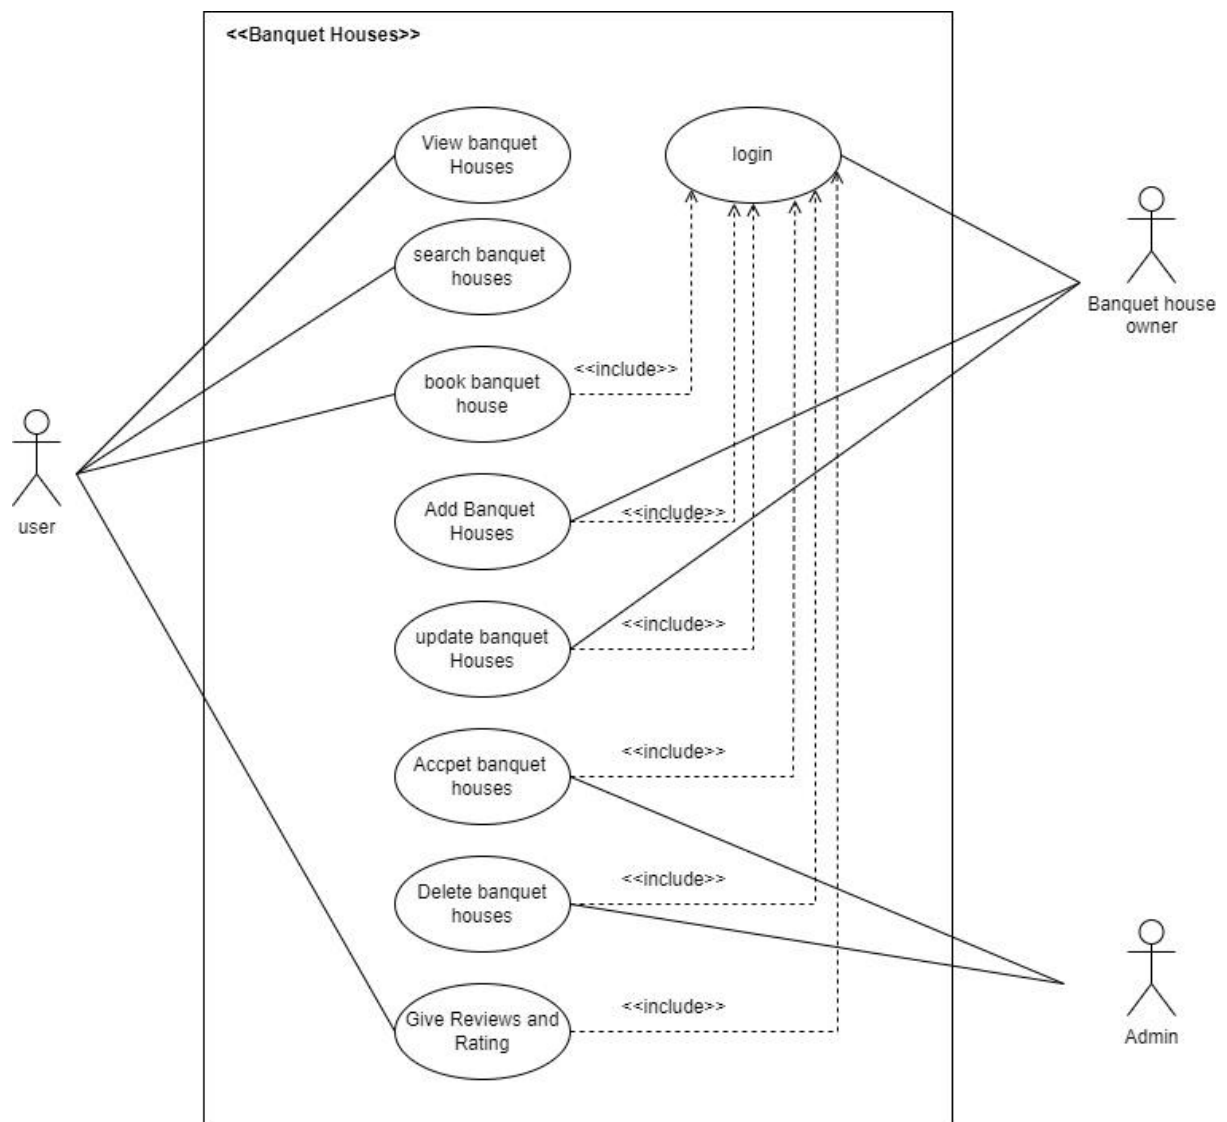 <<Banquet Houses>>
View banquet
Houses
login
search banquet
houses
Banquet house
owner
book banquet
house
<<include>>
user
Add Banquet
Houses
<<include>>
update banquet
Houses
<<include>>
Accpet banquet
houses
<<include>>
Delete banquet
houses
<<include>>
Give Reviews and
Rating
<<include>>
Admin